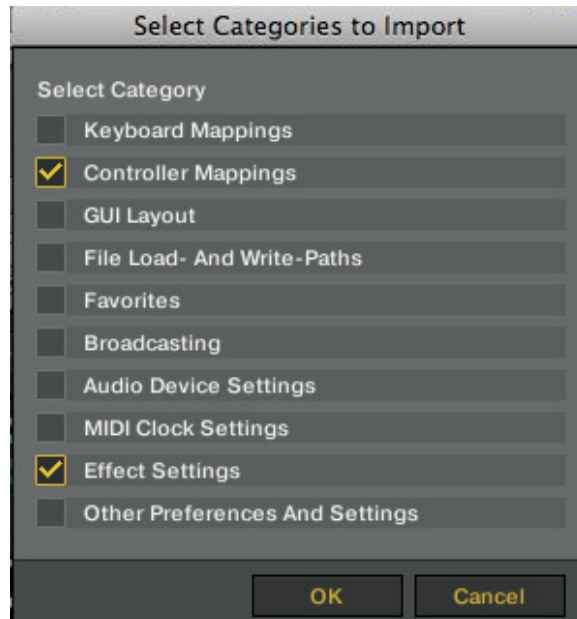 Select Categories to Import
Select Category
Keyboard Mappings
Controller Mappings
GUI Layout
File Load- And Write-Paths
Favorites
Broadcasting
Audio Device Settings
MIDI Clock Settings
Effect Settings
Other Preferences And Settings
OK Cancel